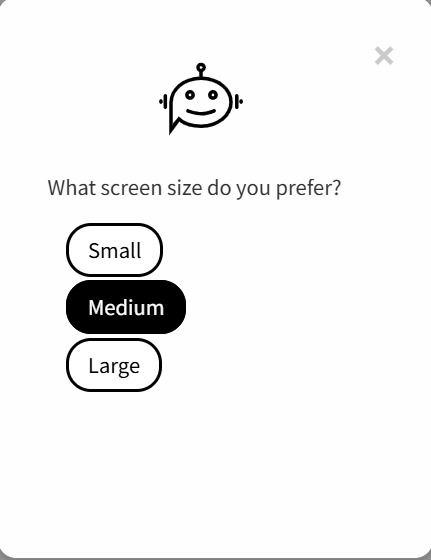 What screen size do you prefer?
Small
Medium
Large